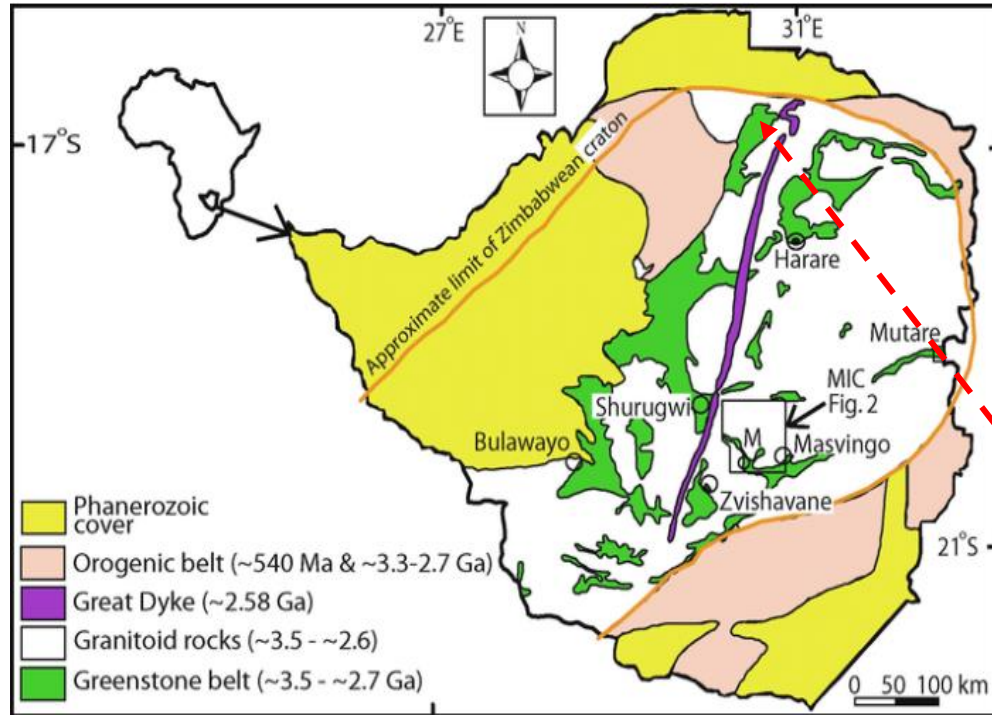 27°E
N
31°E
17°S
Approximate limit of Zimbabwean craton
Harare
Mutare
MIC
Fig. 2
Shurugwi
M
Masvingo
Bulawayo
Zvishavane
Phanerozoic
cover
Orogenic belt (~540 Ma & ~3.3-2.7 Ga)
21°S
Great Dyke (~2.58 Ga)
Granitoid rocks (~3.5 - ~2.6)
Greenstone belt (~3.5 - ~2.7 Ga)
0 50 100 km